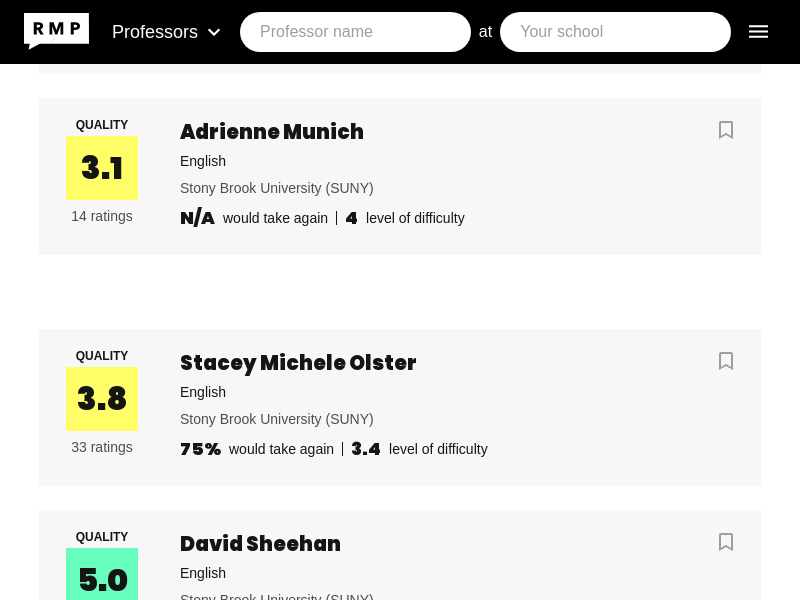 RMP
Professors
Professor name
at
Your school
QUALITY
3.1
14 ratings
Adrienne Munich
English
Stony Brook University (SUNY)
N/A would take again | 4 level of difficulty
QUALITY
3.8
33 ratings
Stacey Michele Olster
English
Stony Brook University (SUNY)
75% would take again | 3.4 level of difficulty
QUALITY
5.0
David Sheehan
English
Stony Brook University (SUNY)